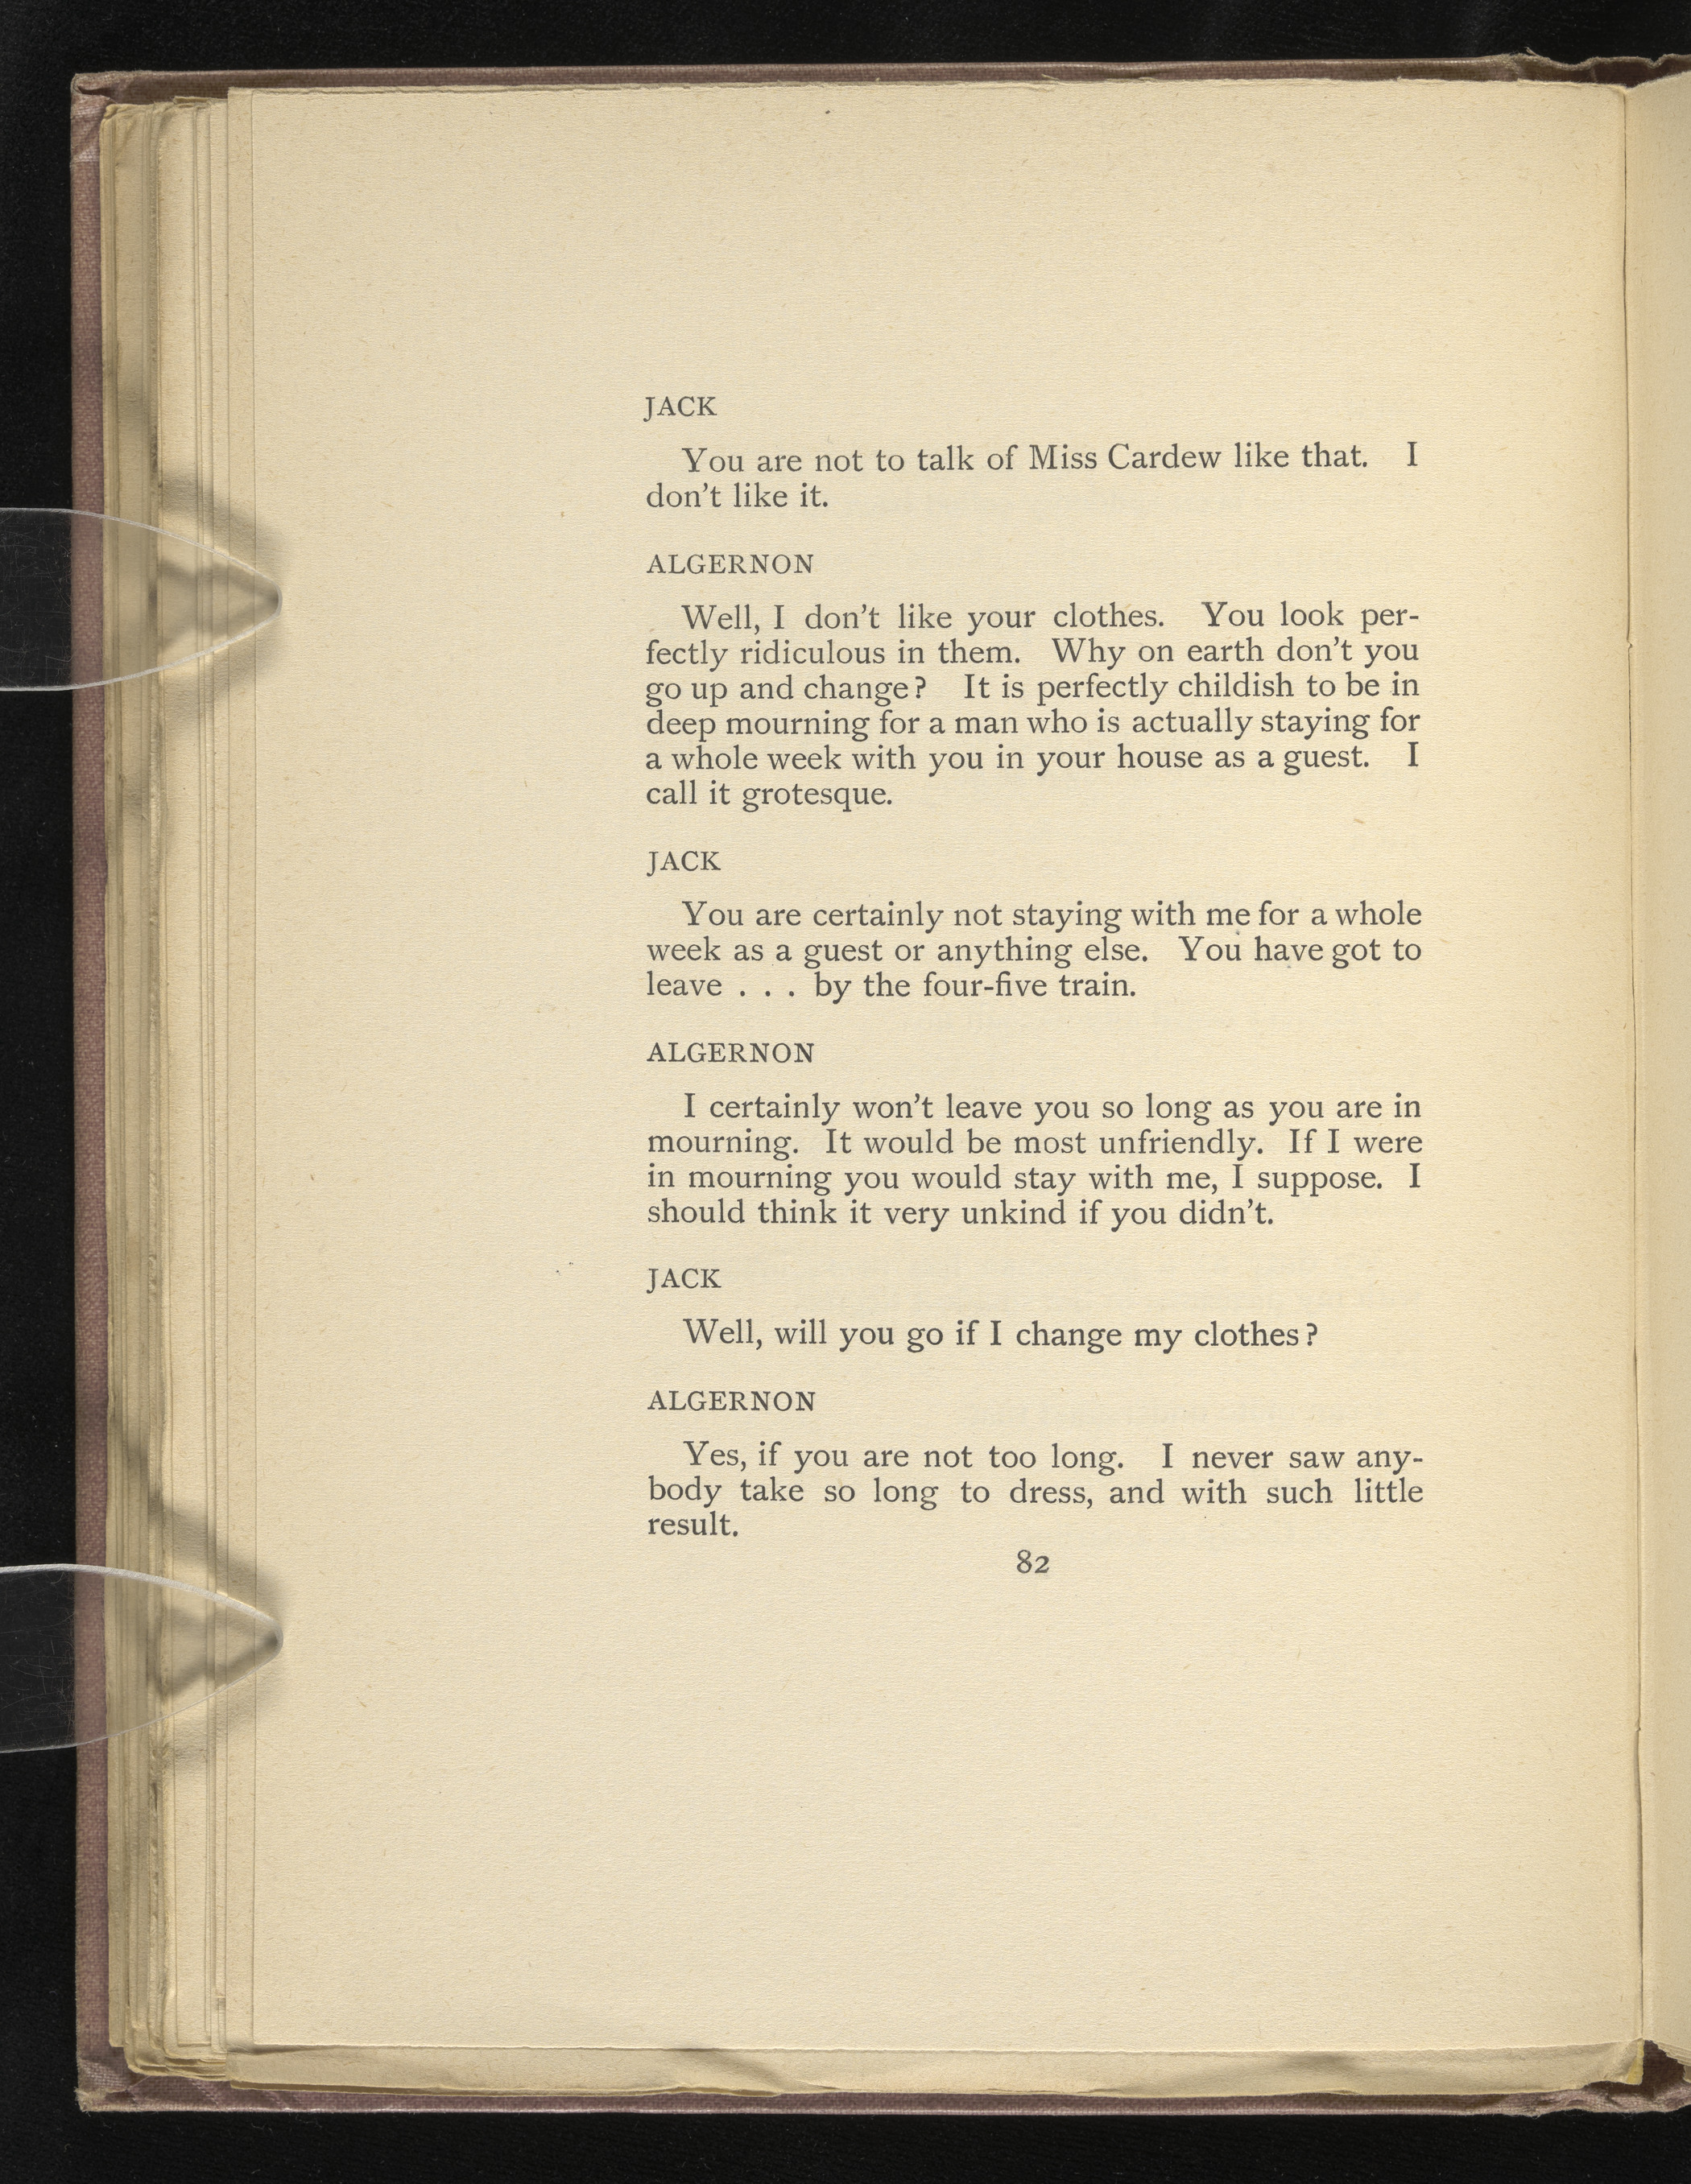 JACK
You are not to talk of Miss Cardew like that. I
don't like it.
ALGERNON
Well, I don't like your clothes. You look per-
fectly ridiculous in them. Why on earth don't you
go up and change? It is perfectly childish to be in
deep mourning for a man who is actually staying for
a whole week with you in your house as a guest. I
call it grotesque.
JACK
You are certainly not staying with me for a whole
week as a guest or anything else. You have got to
leave . . . by the four-five train.
ALGERNON
I certainly won't leave you so long as you are in
mourning. It would be most unfriendly. If I were
in mourning you would stay with me, I suppose. I
should think it very unkind if you didn't.
JACK
Well, will you go if I change my clothes?
ALGERNON
Yes, if you are not too long. I never saw any-
body take so long to dress, and with such little
result.
82